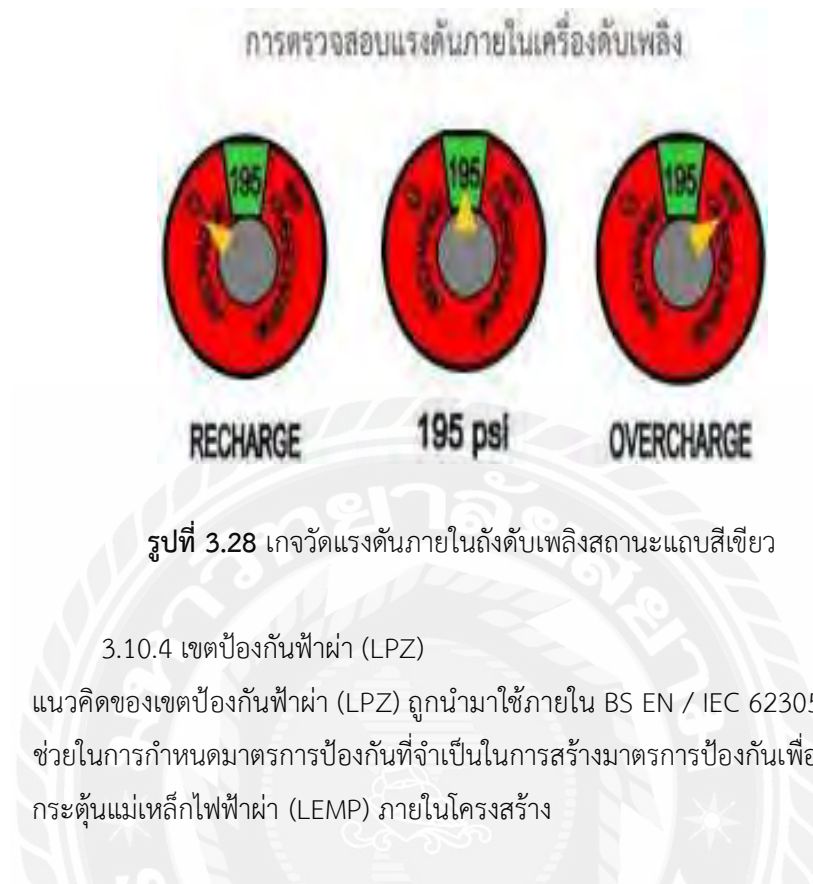 การตรวจสอบแรงดันภายในเครื่องดับเพลิง
195
195
195
RECHARGE
195 psi
OVERCHARGE
รูปที่ 3.28 เกจวัดแรงดันภายในถังดับเพลิงสถานะแถบสีเขียว
3.10.4 เขตป้องกันฟ้าผ่า (LPZ)
แนวคิดของเขตป้องกันฟ้าผ่า (LPZ) ถูกนำมาใช้ภายใน BS EN / IEC 62305
ช่วยในการกำหนดมาตรการป้องกันที่จำเป็นในการสร้างมาตรการป้องกันเพื่อ
กระตุ้นแม่เหล็กไฟฟ้าผ่า (LEMP) ภายในโครงสร้าง